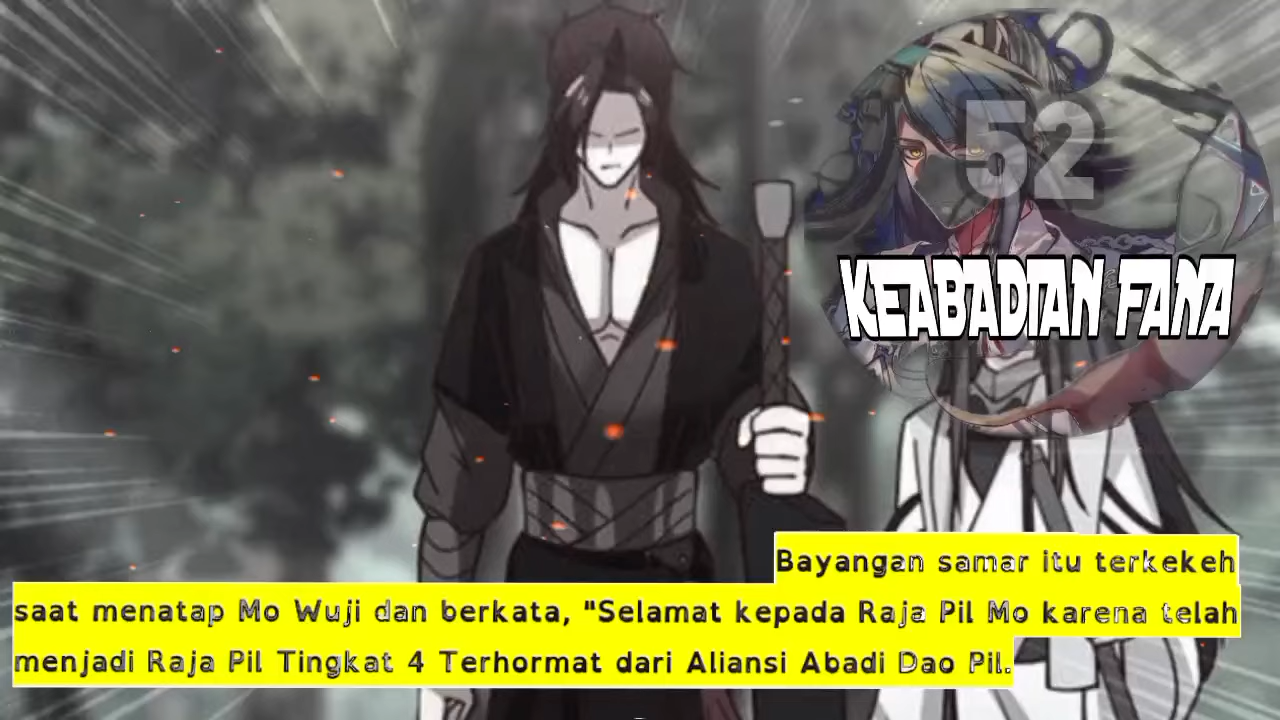 52
KEABADIAN FANA
Bayangan samar itu terkekeh
saat menatap Mo Wuji dan berkata, "Selamat kepada Raja Pil Mo karena telah
menjadi Raja Pil Tingkat 4 Terhormat dari Aliansi Abadi Dao Pil.